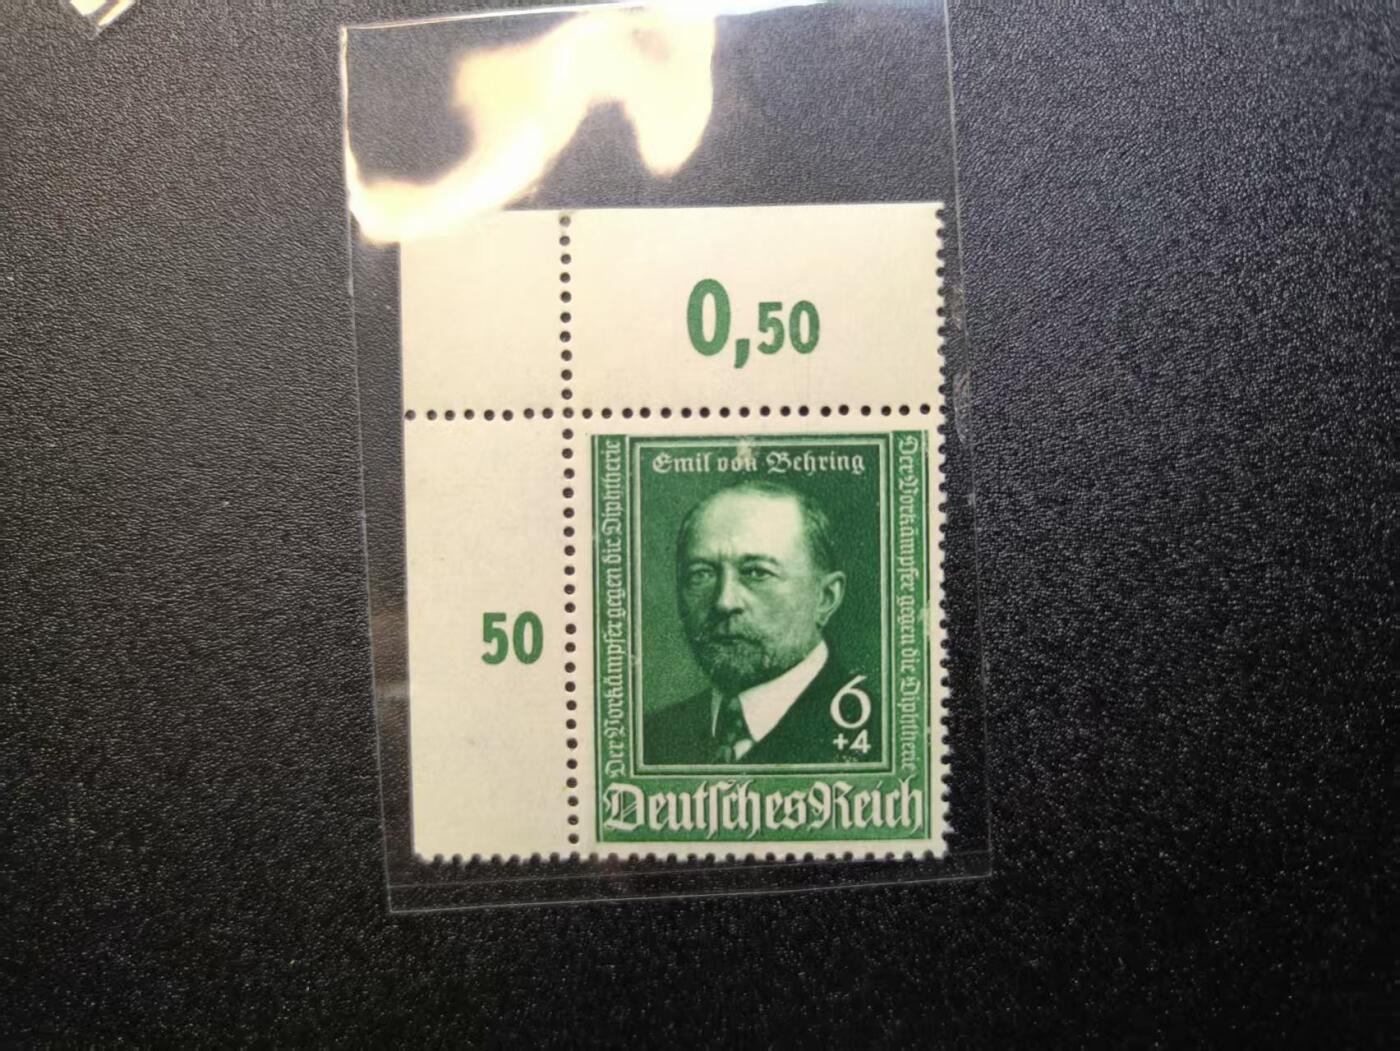 0,50
50
Emil von Behring
Der Vorkämpfer gegen die Diphtherie
Der Vorkämpfer gegen die Diphtherie
6
+4
Deutsches Reich